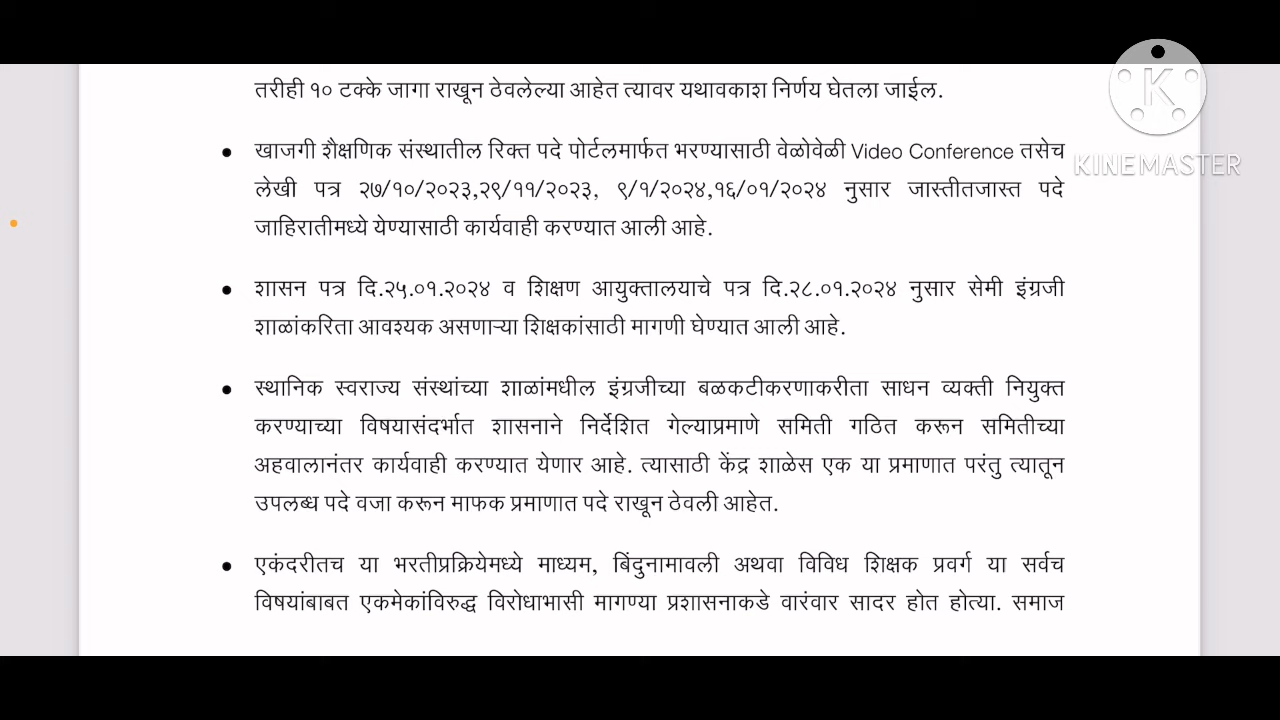 तरीही १० टक्के जागा राखून ठेवलेल्या आहेत त्यावर यथावकाश निर्णय घेतला जाईल.
K
KINEMASTER
• खाजगी शैक्षणिक संस्थातील रिक्त पदे पोर्टलमार्फत भरण्यासाठी वेळोवेळी Video Conference तसेच
लेखी पत्र २७/१०/२०२३,२९/११/२०२३, ९/१/२०२४,१६/०१/२०२४ नुसार जास्तीतजास्त पदे
जाहिरातीमध्ये येण्यासाठी कार्यवाही करण्यात आली आहे.
• शासन पत्र दि.२५.०१.२०२४ व शिक्षण आयुक्तालयाचे पत्र दि.२८.०१.२०२४ नुसार सेमी इंग्रजी
शाळांकरिता आवश्यक असणाऱ्या शिक्षकांसाठी मागणी घेण्यात आली आहे.
• स्थानिक स्वराज्य संस्थांच्या शाळांमधील इंग्रजीच्या बळकटीकरणाकरीता साधन व्यक्ती नियुक्त
करण्याच्या विषयासंदर्भात शासनाने निर्देशित गेल्याप्रमाणे समिती गठित करून समितीच्या
अहवालानंतर कार्यवाही करण्यात येणार आहे. त्यासाठी केंद्र शाळेस एक या प्रमाणात परंतु त्यातून
उपलब्ध पदे वजा करून माफक प्रमाणात पदे राखून ठेवली आहेत.
• एकंदरीतच या भरतीप्रक्रियेमध्ये माध्यम, बिंदुनामावली अथवा विविध शिक्षक प्रवर्ग या सर्वच
विषयांबाबत एकमेकांविरुद्ध विरोधाभासी मागण्या प्रशासनाकडे वारंवार सादर होत होत्या. समाज